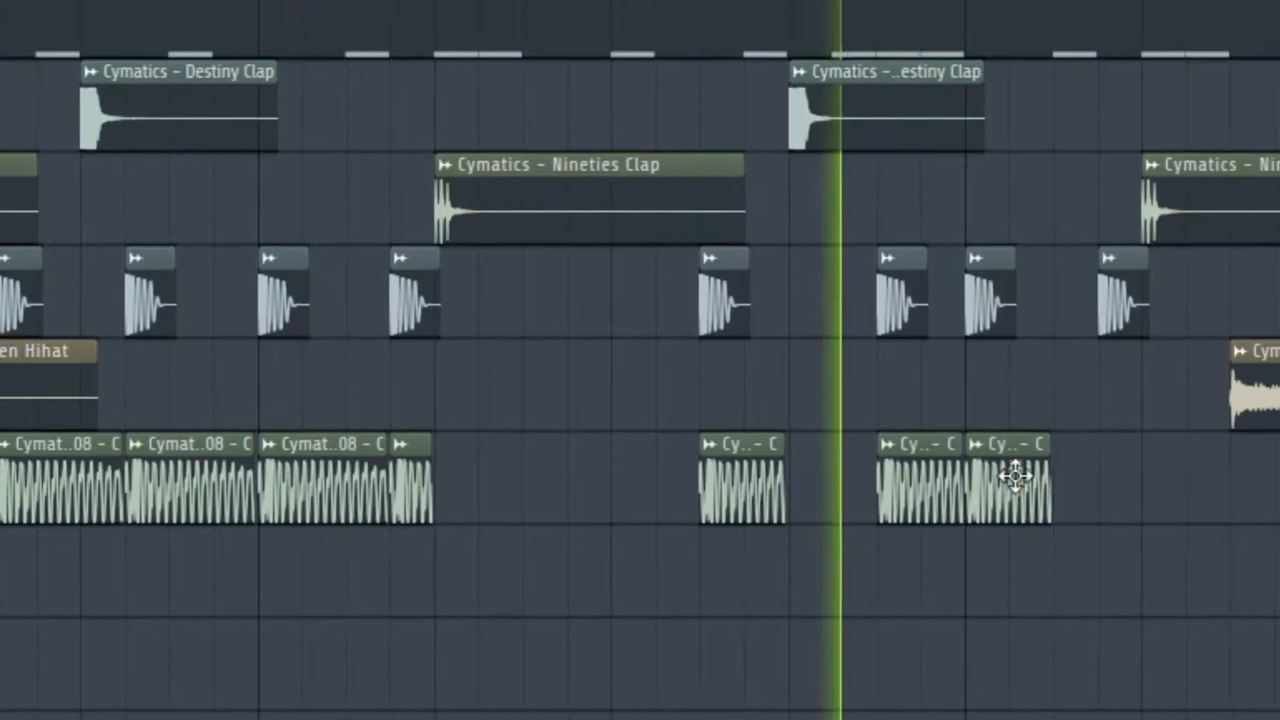 Cymatics - Destiny Clap
Cymatics -..estiny Clap
Cymatics - Nineties Clap
Cymatics - Nin
en Hihat
Cym
Cymat..08 - C
Cymat..08 - C
Cymat..08 - C
Cy..- C
Cy..- C
Cy..- C